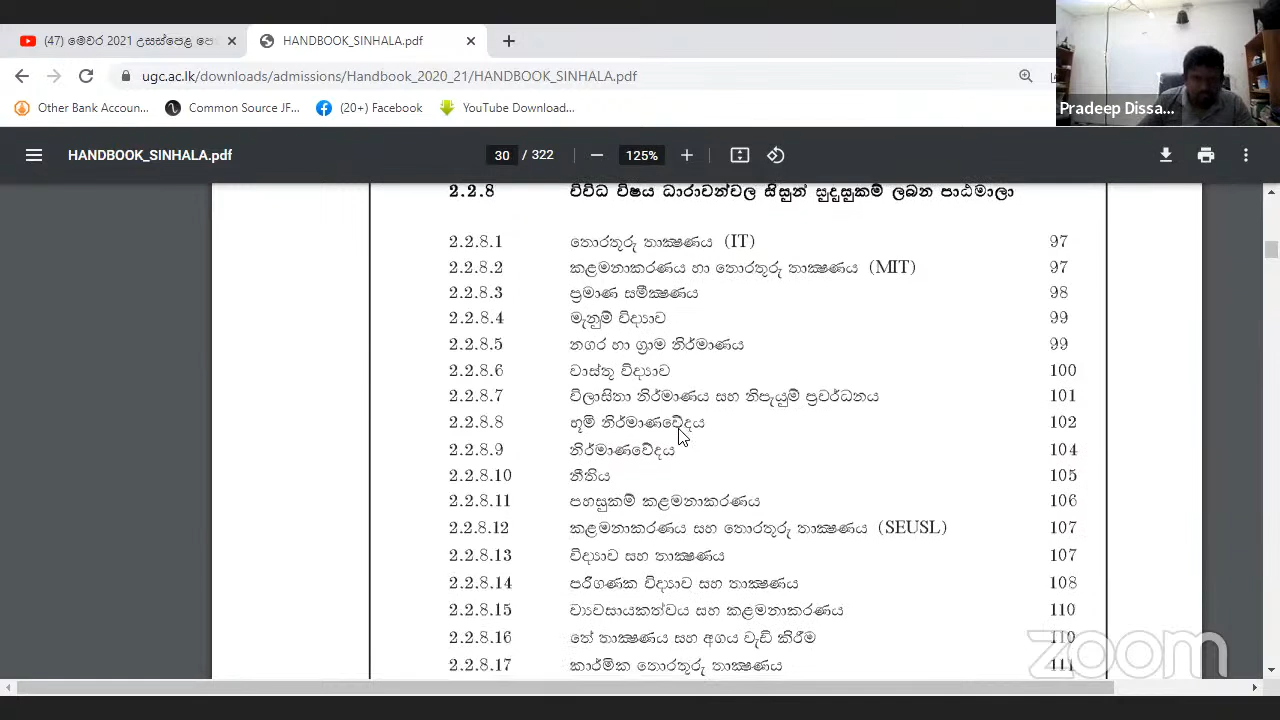 (47) මෙවර 2021 උසස්පෙළ පෙ
HANDBOOK_SINHALA.pdf
ugc.ac.lk/downloads/admissions/Handbook_2020_21/HANDBOOK_SINHALA.pdf
Other Bank Accoun... Common Source JF... (20+) Facebook YouTube Download...
Pradeep Dissa...
HANDBOOK_SINHALA.pdf 30 / 322 125%
2.2.8 විවිධ විෂය ධාරාවන්වල සිසුන් සුදුසුකම් ලබන පාඨමාලා
2.2.8.1 තොරතුරු තාක්ෂණය (IT) 97
2.2.8.2 කළමනාකරණය හා තොරතුරු තාක්ෂණය (MIT) 97
2.2.8.3 ප්‍රමාණ සමීක්ෂණය 98
2.2.8.4 මැනුම් විද්‍යාව 99
2.2.8.5 නගර හා ග්‍රාම නිර්මාණය 99
2.2.8.6 වාස්තු විද්‍යාව 100
2.2.8.7 විලාසිතා නිර්මාණය සහ නිපැයුම් ප්‍රවර්ධනය 101
2.2.8.8 භූමි නිර්මාණවේදය 102
2.2.8.9 නිර්මාණවේදය 104
2.2.8.10 නීතිය 105
2.2.8.11 පහසුකම් කළමනාකරණය 106
2.2.8.12 කළමනාකරණය සහ තොරතුරු තාක්ෂණය (SEUSL) 107
2.2.8.13 විද්‍යාව සහ තාක්ෂණය 107
2.2.8.14 පරිගණක විද්‍යාව සහ තාක්ෂණය 108
2.2.8.15 ව්‍යවසායකත්වය සහ කළමනාකරණය 110
2.2.8.16 තේ තාක්ෂණය සහ අගය වැඩි කිරීම 110
2.2.8.17 කාර්මික තොරතුරු තාක්ෂණය 111
zoom